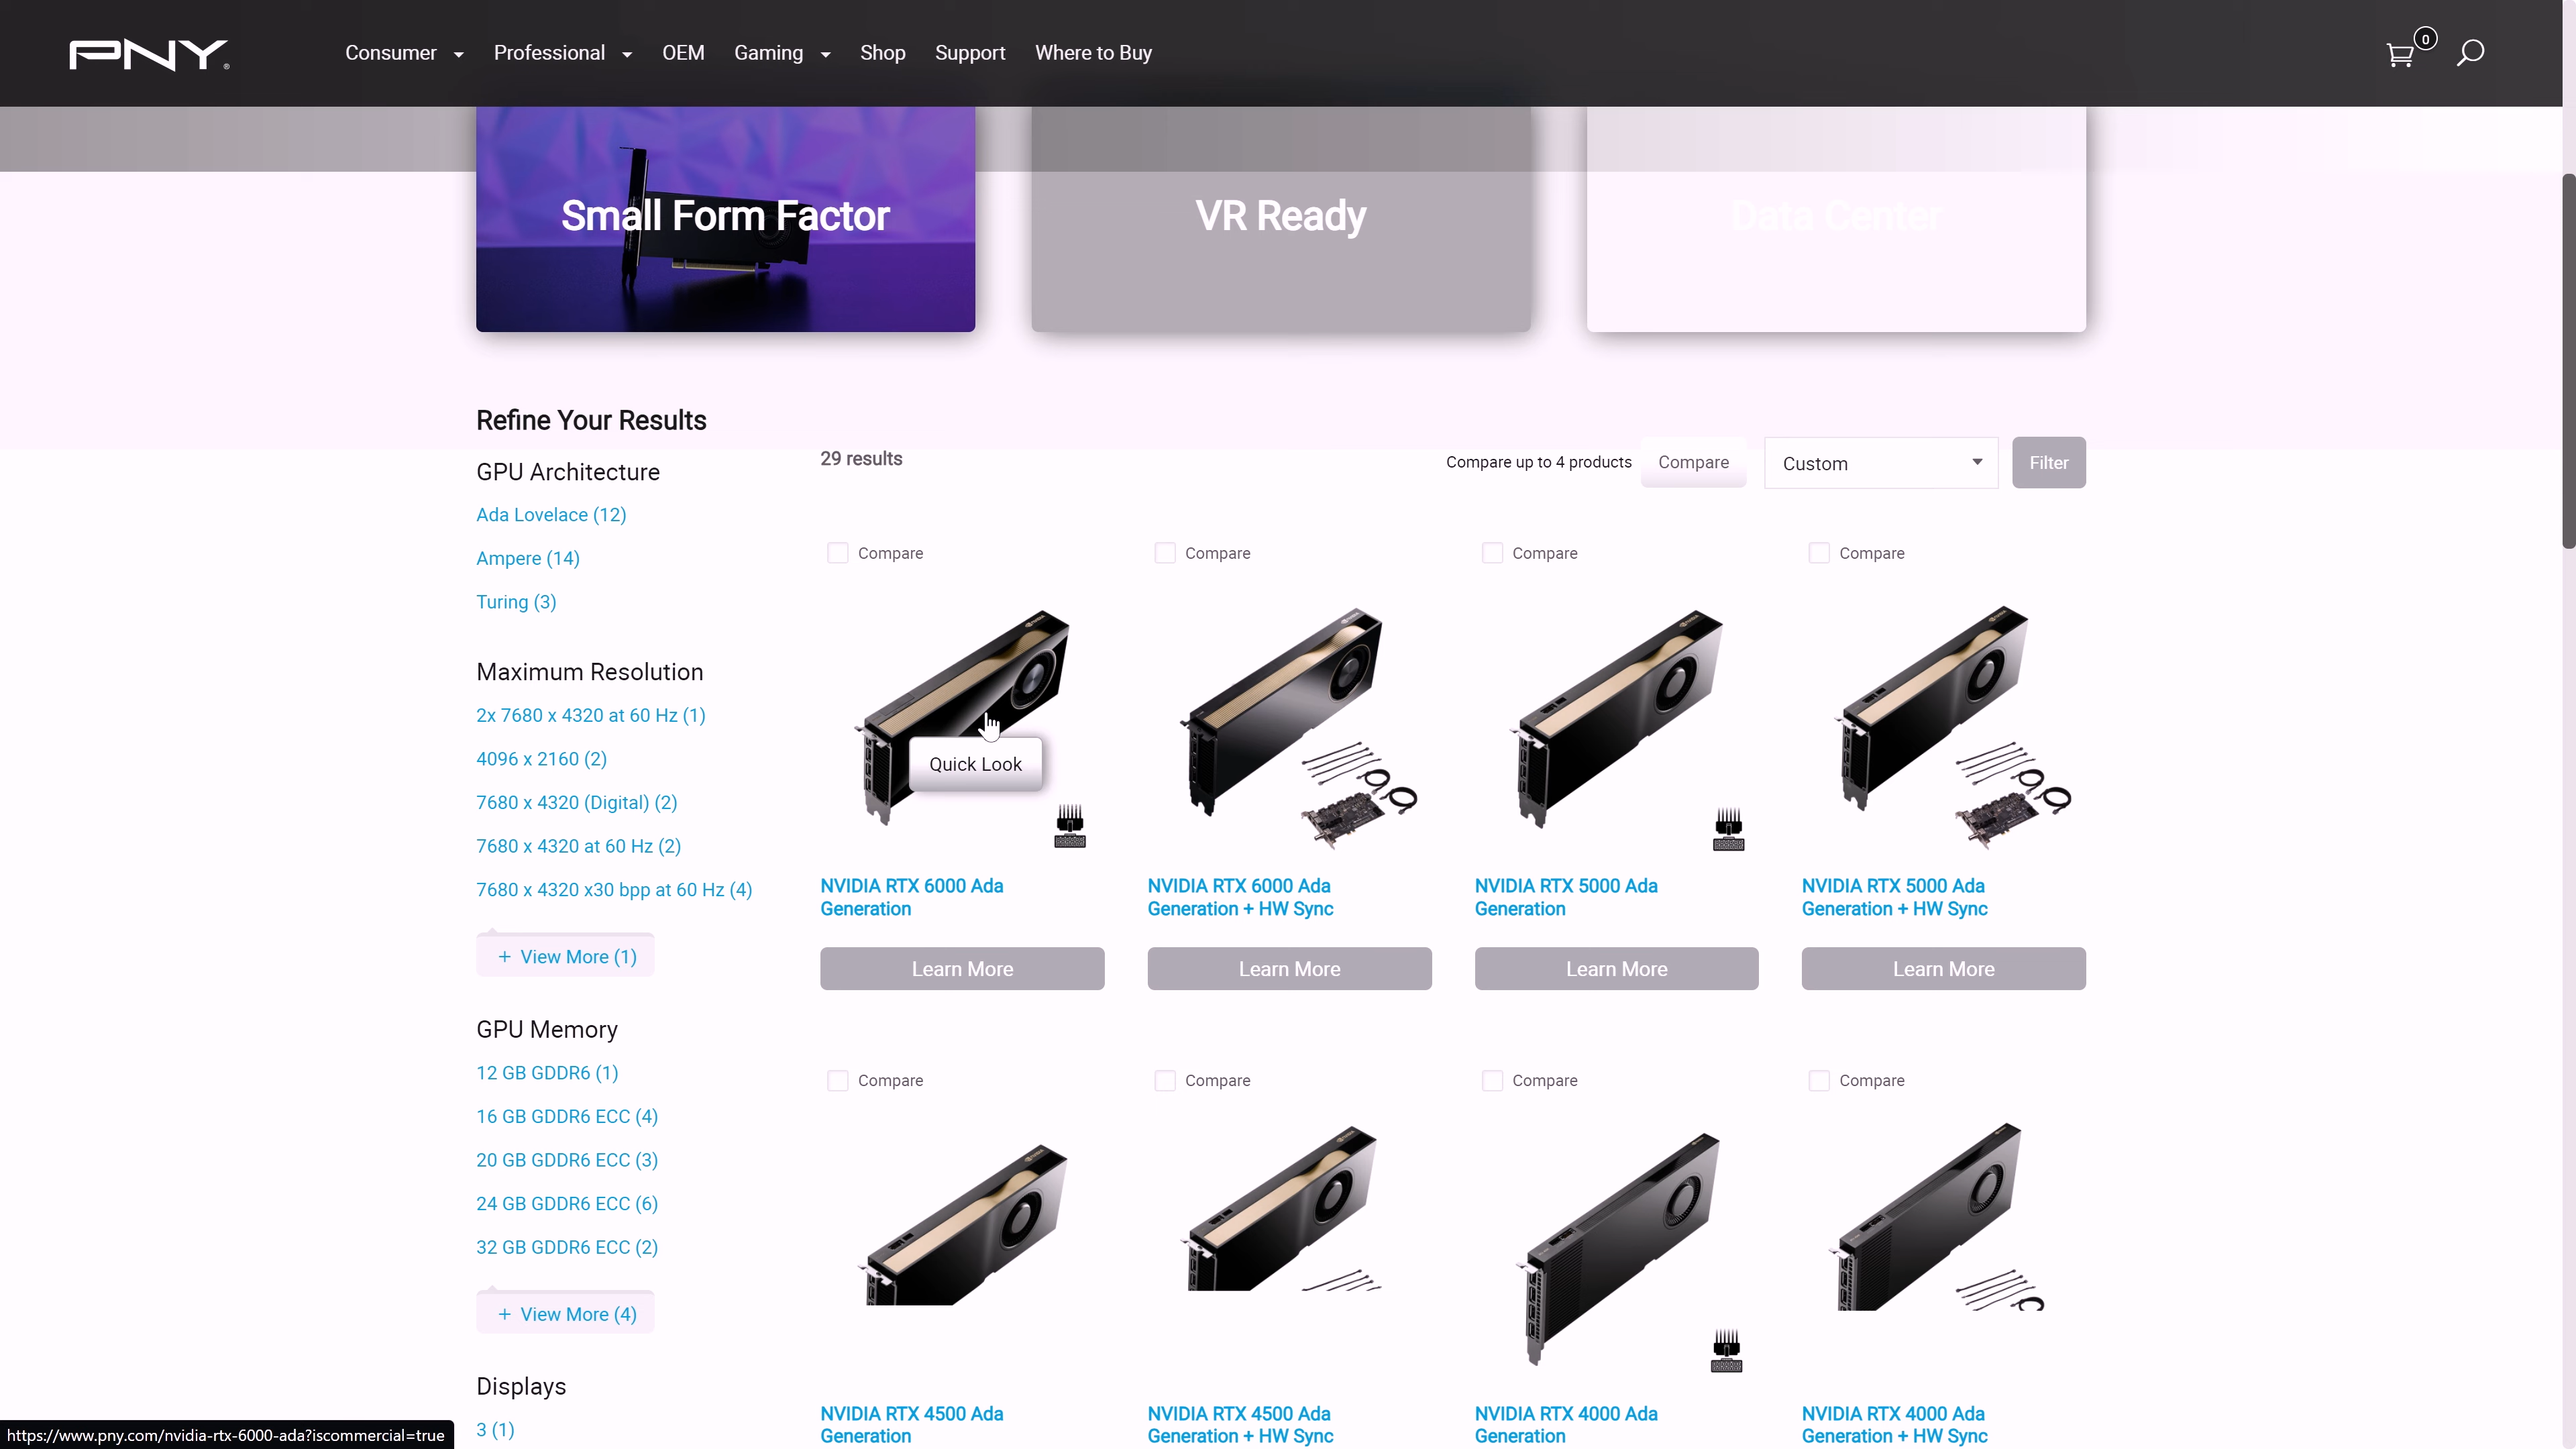 PNY
Consumer Professional OEM Gaming Shop Support Where to Buy
0
Small Form Factor
VR Ready
Data Center
Refine Your Results
29 results
Compare up to 4 products
Compare
Custom
Filter
GPU Architecture
Ada Lovelace (12)
Ampere (14)
Turing (3)
Maximum Resolution
2x 7680 x 4320 at 60 Hz (1)
4096 x 2160 (2)
7680 x 4320 (Digital) (2)
7680 x 4320 at 60 Hz (2)
7680 x 4320 x30 bpp at 60 Hz (4)
+ View More (1)
GPU Memory
12 GB GDDR6 (1)
16 GB GDDR6 ECC (4)
20 GB GDDR6 ECC (3)
24 GB GDDR6 ECC (6)
32 GB GDDR6 ECC (2)
+ View More (4)
Displays
3 (1)
Compare Compare Compare Compare
Quick Look
NVIDIA RTX 6000 Ada
Generation
NVIDIA RTX 6000 Ada
Generation + HW Sync
NVIDIA RTX 5000 Ada
Generation
NVIDIA RTX 5000 Ada
Generation + HW Sync
Learn More Learn More Learn More Learn More
Compare Compare Compare Compare
NVIDIA RTX 4500 Ada
Generation
NVIDIA RTX 4500 Ada
Generation + HW Sync
NVIDIA RTX 4000 Ada
Generation
NVIDIA RTX 4000 Ada
Generation + HW Sync
https://www.pny.com/nvidia-rtx-6000-ada?iscommercial=true